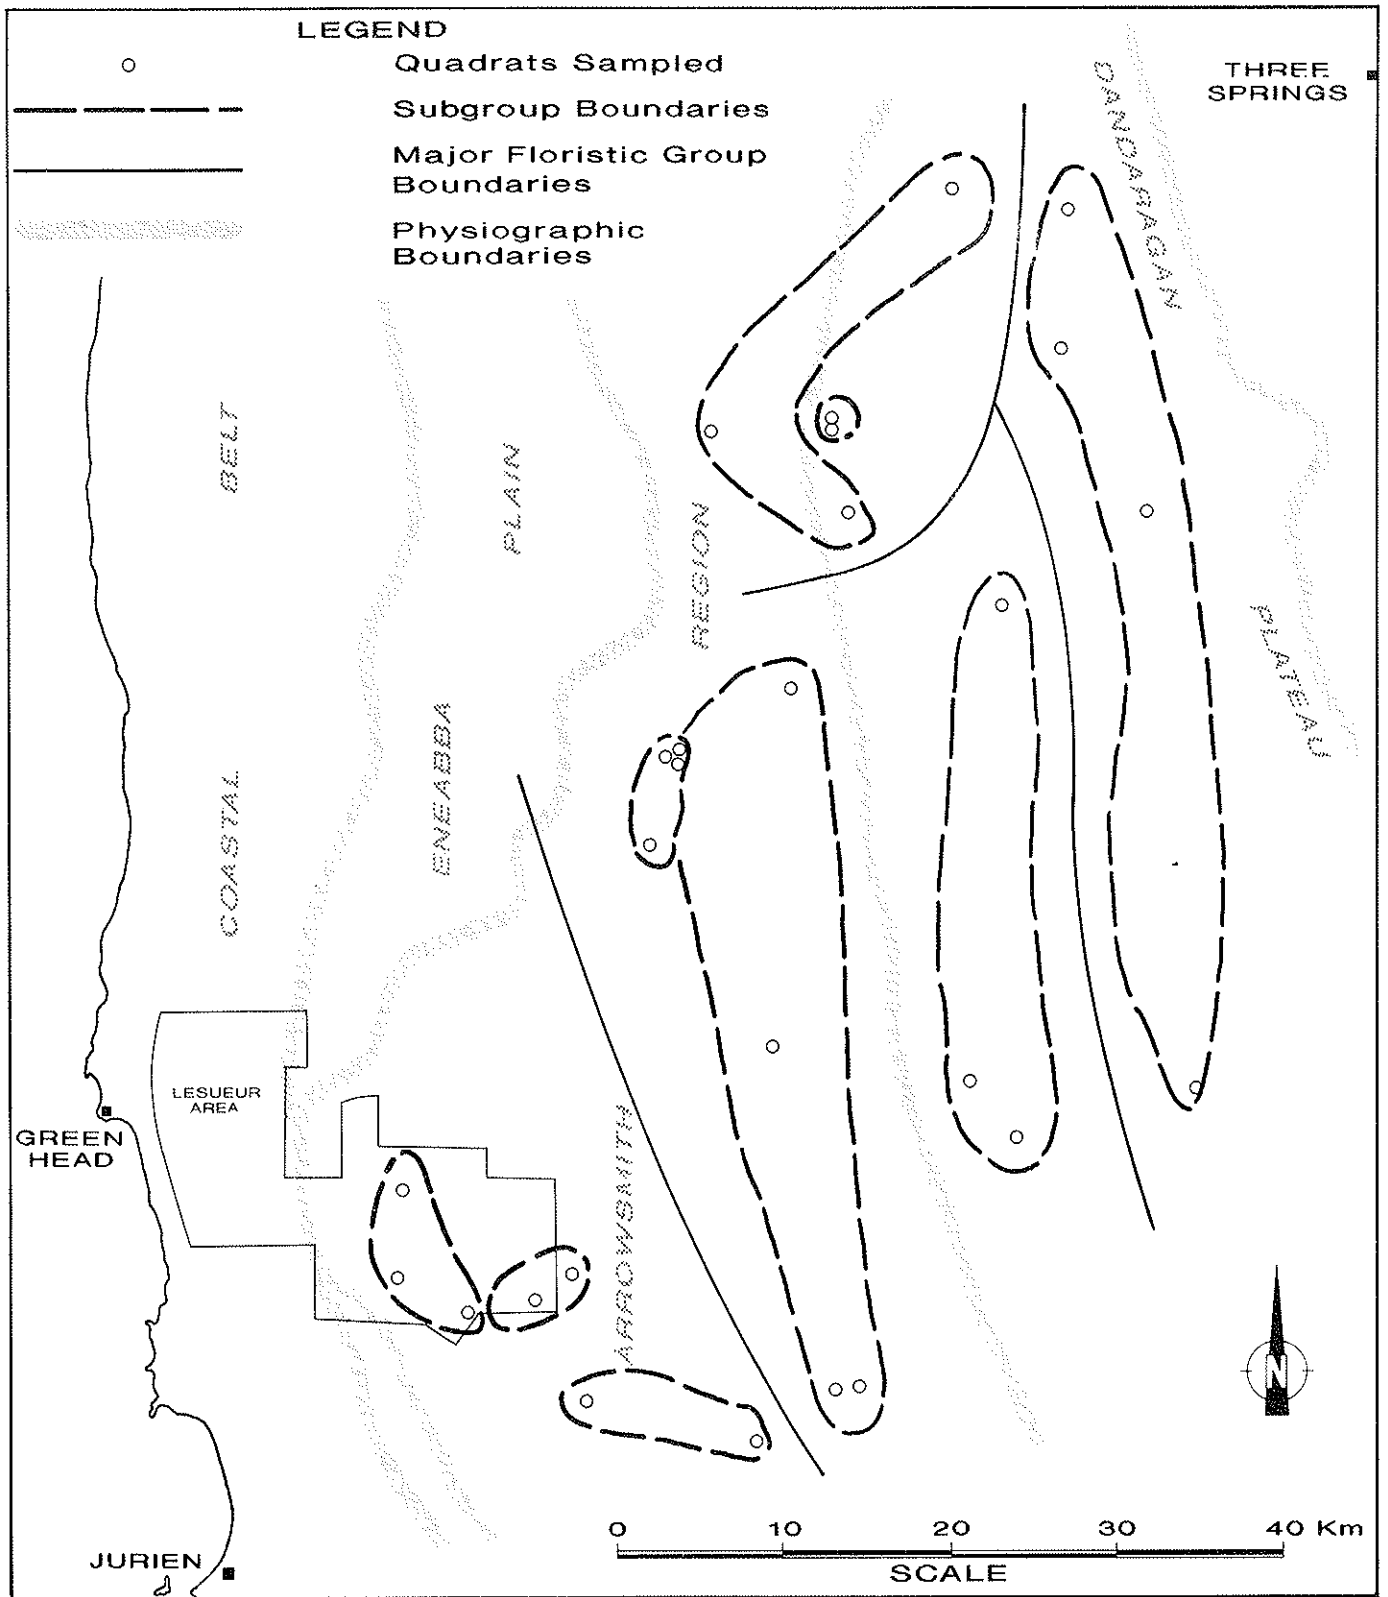 LEGEND
Quadrats Sampled
Subgroup Boundaries
Major Floristic Group
Boundaries
Physiographic
Boundaries
THREE
SPRINGS
DANDARAGAN
PLATEAU
COASTAL
BELT
ENEABBA
PLAIN
ARROWSMITH
REGION
LESUEUR
AREA
GREEN
HEAD
JURIEN
N
0 10 20 30 40 Km
SCALE